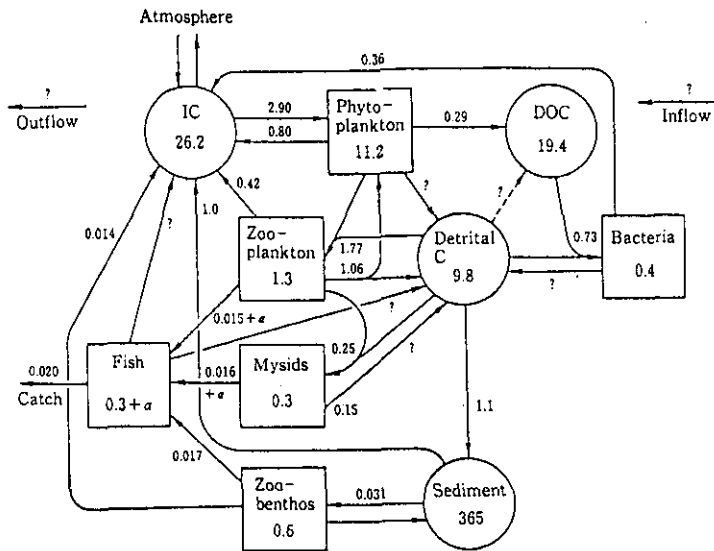 Atmosphere
0.36
?
Outflow
IC
26.2
2.90
0.80
Phyto-
plankton
11.2
0.29
DOC
19.4
?
Inflow
0.42
?
?
0.014
?
1.0
Zoo-
plankton
1.3
1.77
1.06
Detrital
C
9.8
0.73
?
Bacteria
0.4
0.015+a
?
0.25
?
0.020
Catch
Fish
0.3+a
0.016
+a
Mysids
0.3
0.15
1.1
0.017
Zoo-
benthos
0.031
Sediment
365